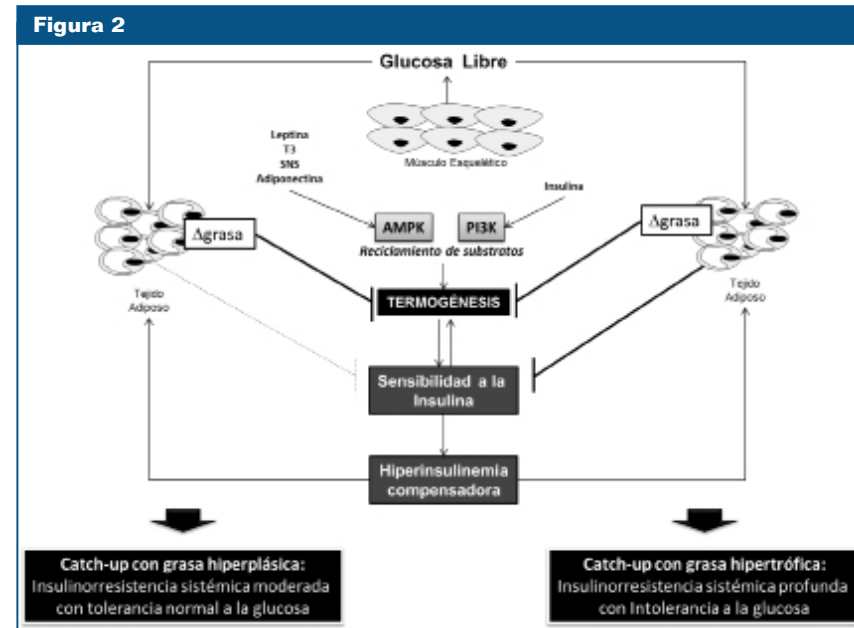 Figura 2
Glucosa Libre
Músculo Esquelético
Leptina
T3
SNS
Adiponectina
Insulina
Δgrasa
AMPK
PI3K
Δgrasa
Reciclamiento de substratos
Tejido
Adiposo
TERMOGÉNESIS
Tejido
Adiposo
Sensibilidad a la
Insulina
Hiperinsulinemia
compensadora
Catch-up con grasa hiperplásica:
Insulinorresistencia sistémica moderada
con tolerancia normal a la glucosa
Catch-up con grasa hipertrófica:
Insulinorresistencia sistémica profunda
con Intolerancia a la glucosa